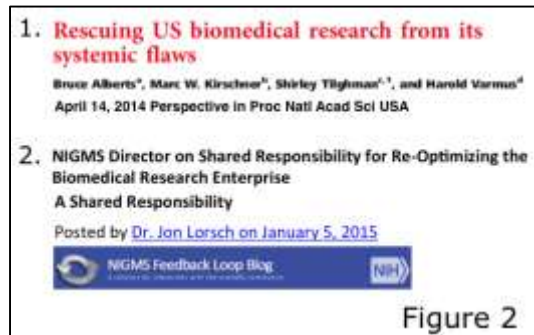 1. Rescuing US biomedical research from its
systemic flaws
Bruce Alberts^a, Marc W. Kirschner^b, Shirley Tilghman^c,1, and Harold Varmus^d
April 14, 2014 Perspective in Proc Natl Acad Sci USA
2. NIGMS Director on Shared Responsibility for Re-Optimizing the
Biomedical Research Enterprise
A Shared Responsibility
Posted by Dr. Jon Lorsch on January 5, 2015
NIGMS Feedback Loop Blog
NIH
Figure 2